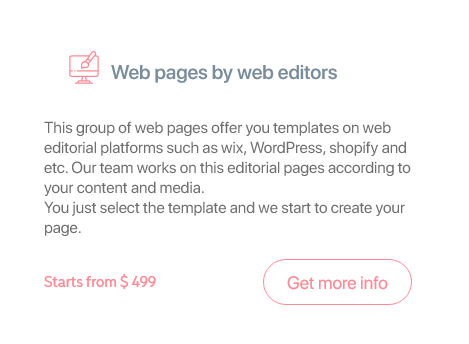 Web pages by web editors
This group of web pages offer you templates on web
editorial platforms such as wix, WordPress, shopify and
etc. Our team works on this editorial pages according to
your content and media.
You just select the template and we start to create your
page.
Starts from $ 499
Get more info